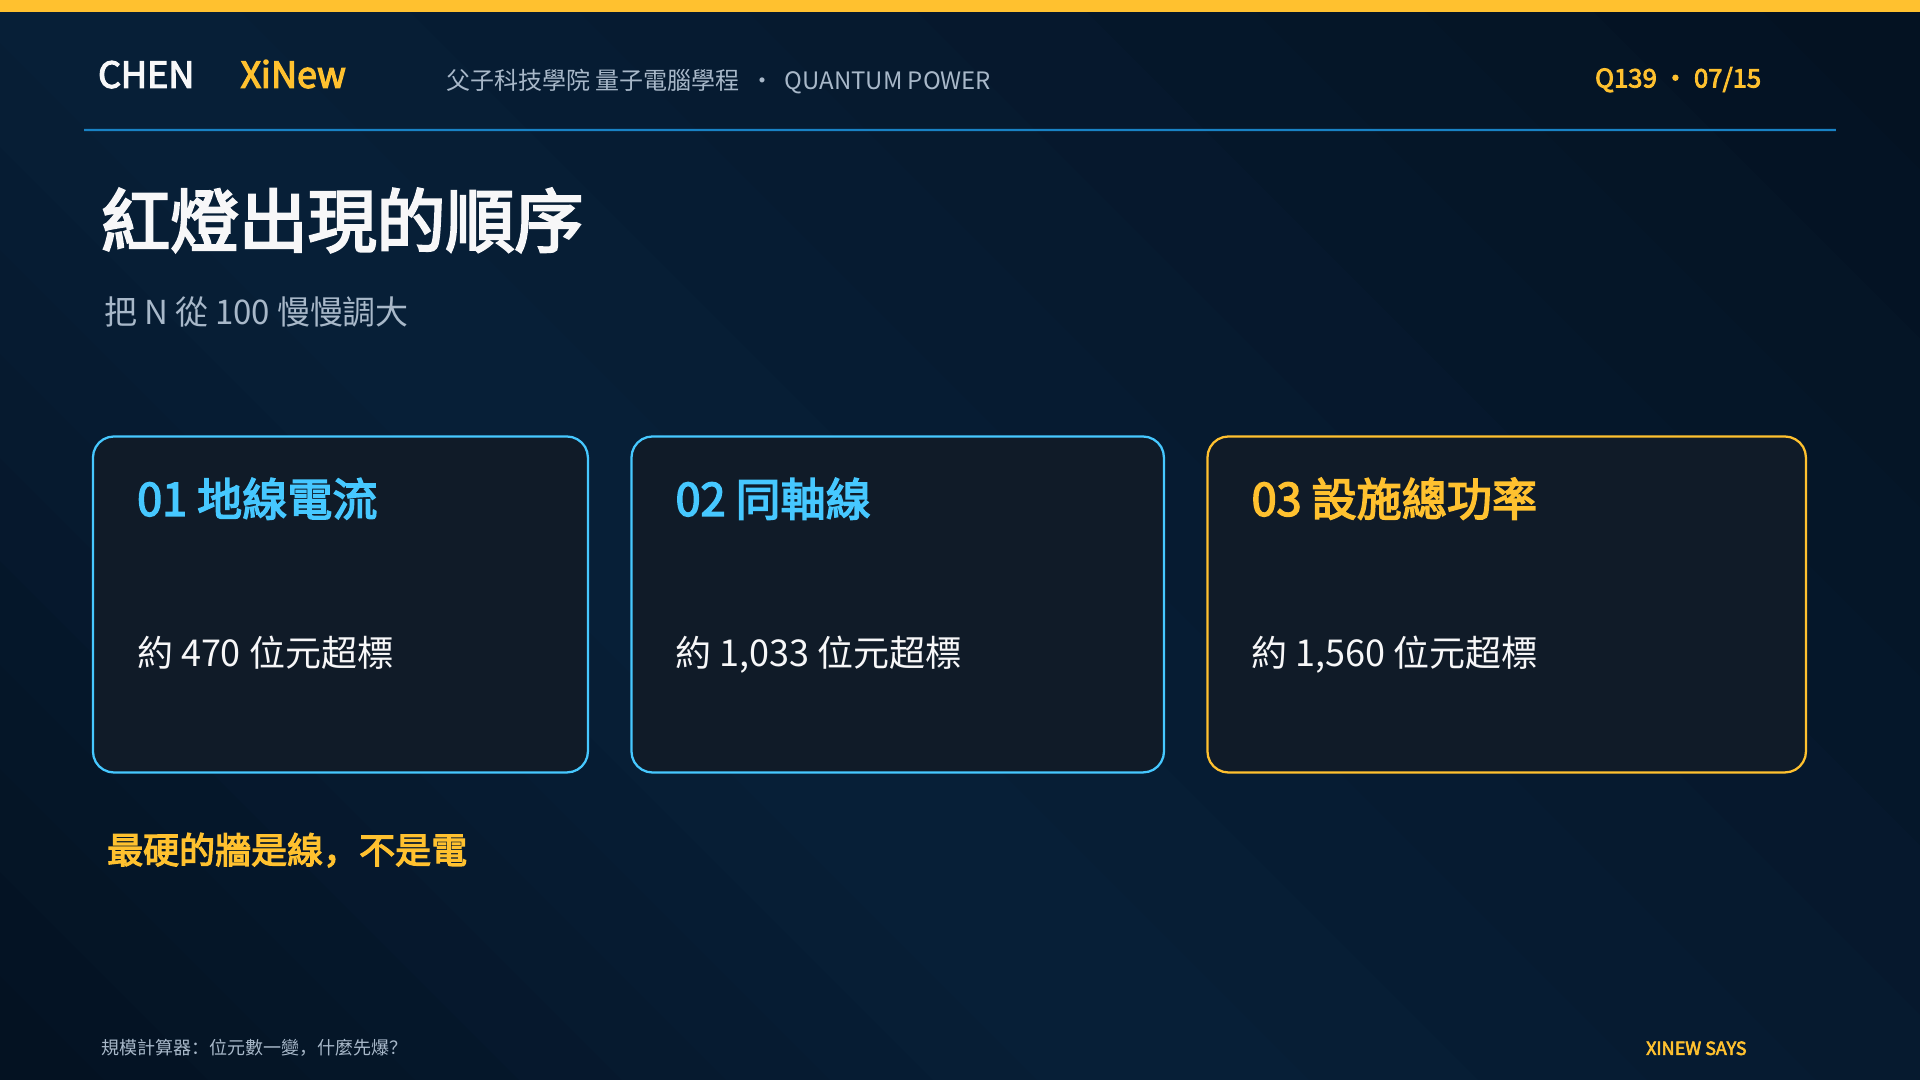 CHEN XiNew 父子科技學院 量子電腦學程 · QUANTUM POWER Q139 · 07/15
紅燈出現的順序
把 N 從 100 慢慢調大
01 地線電流
約 470 位元超標
02 同軸線
約 1,033 位元超標
03 設施總功率
約 1,560 位元超標
最硬的牆是線，不是電
規模計算器：位元數一變，什麼先爆？
XINEW SAYS